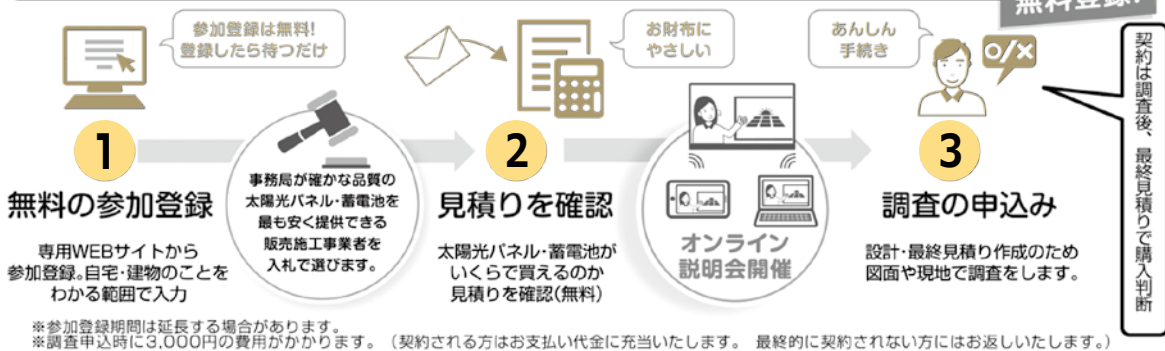 無料登録!
参加登録は無料!
登録したら待つだけ
1
無料の参加登録
専用WEBサイトから
参加登録。自宅・建物のことを
わかる範囲で入力
事務局が確かな品質の
太陽光パネル・蓄電池を
最も安く提供できる
販売施工事業者を
入札で選びます。
お財布に
やさしい
2
見積りを確認
太陽光パネル・蓄電池が
いくらで買えるのか
見積りを確認(無料)
オンライン
説明会開催
あんしん
手続き
O/X
3
調査の申込み
設計・最終見積り作成のため
図面や現地で調査をします。
契約は調査後、最終見積りで購入判断
※参加登録期間は延長する場合があります。
※調査申込時に3,000円の費用がかかります。(契約される方はお支払い代金に充当いたします。 最終的に契約されない方にはお返しいたします。)